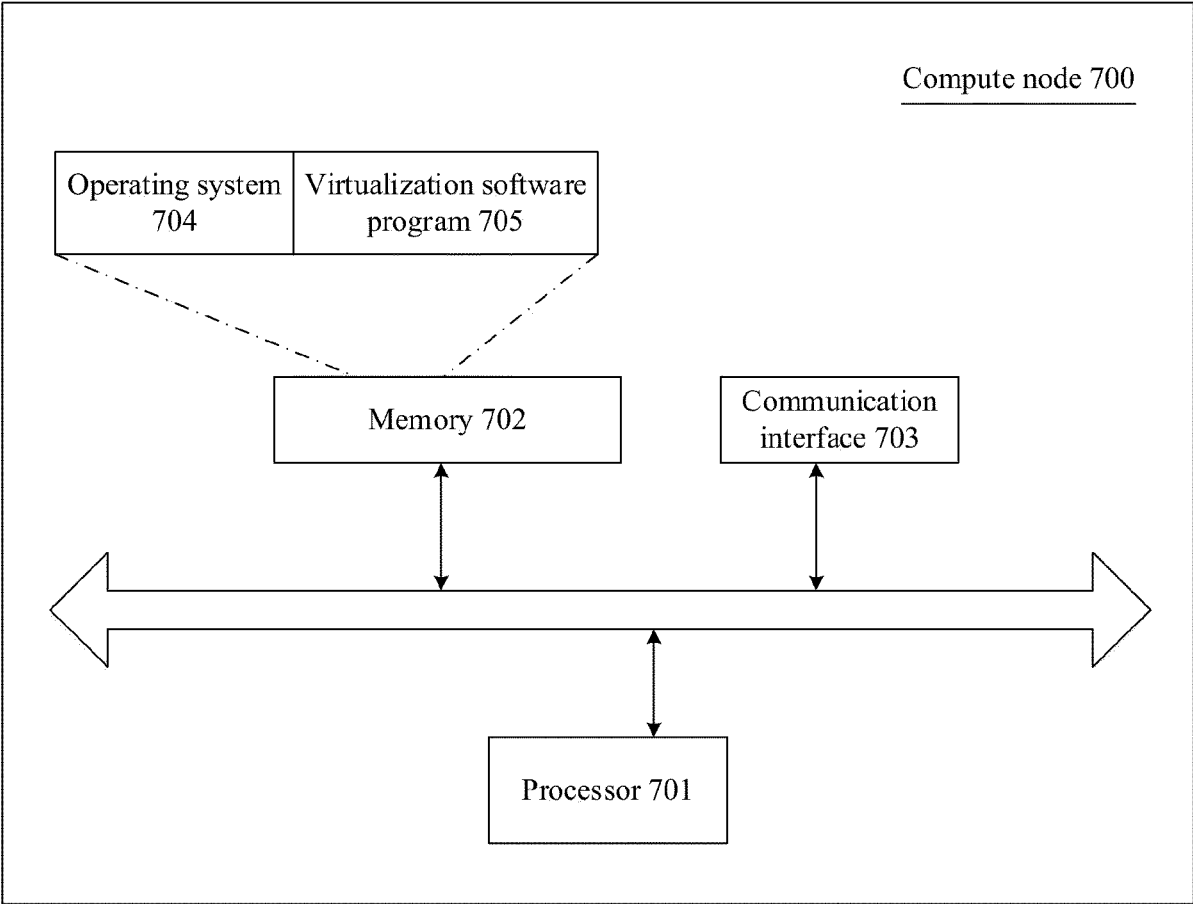 Compute node 700
Operating system
704
Virtualization software
program 705
Memory 702
Communication
interface 703
Processor 701